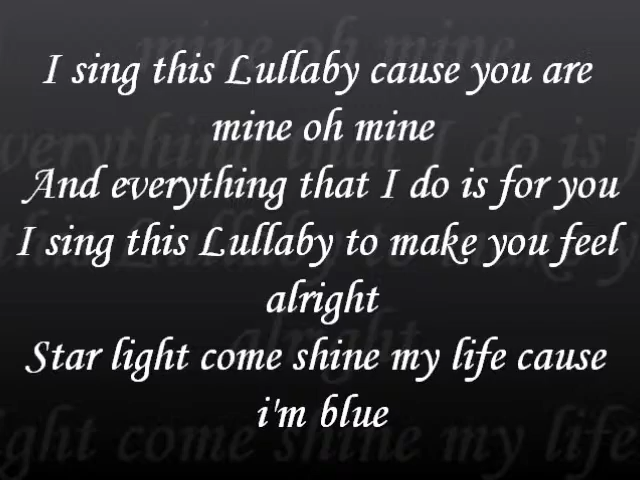 I sing this Lullaby cause you are
mine oh mine
And everything that I do is for you
I sing this Lullaby to make you feel
alright
Star light come shine my life cause
i'm blue